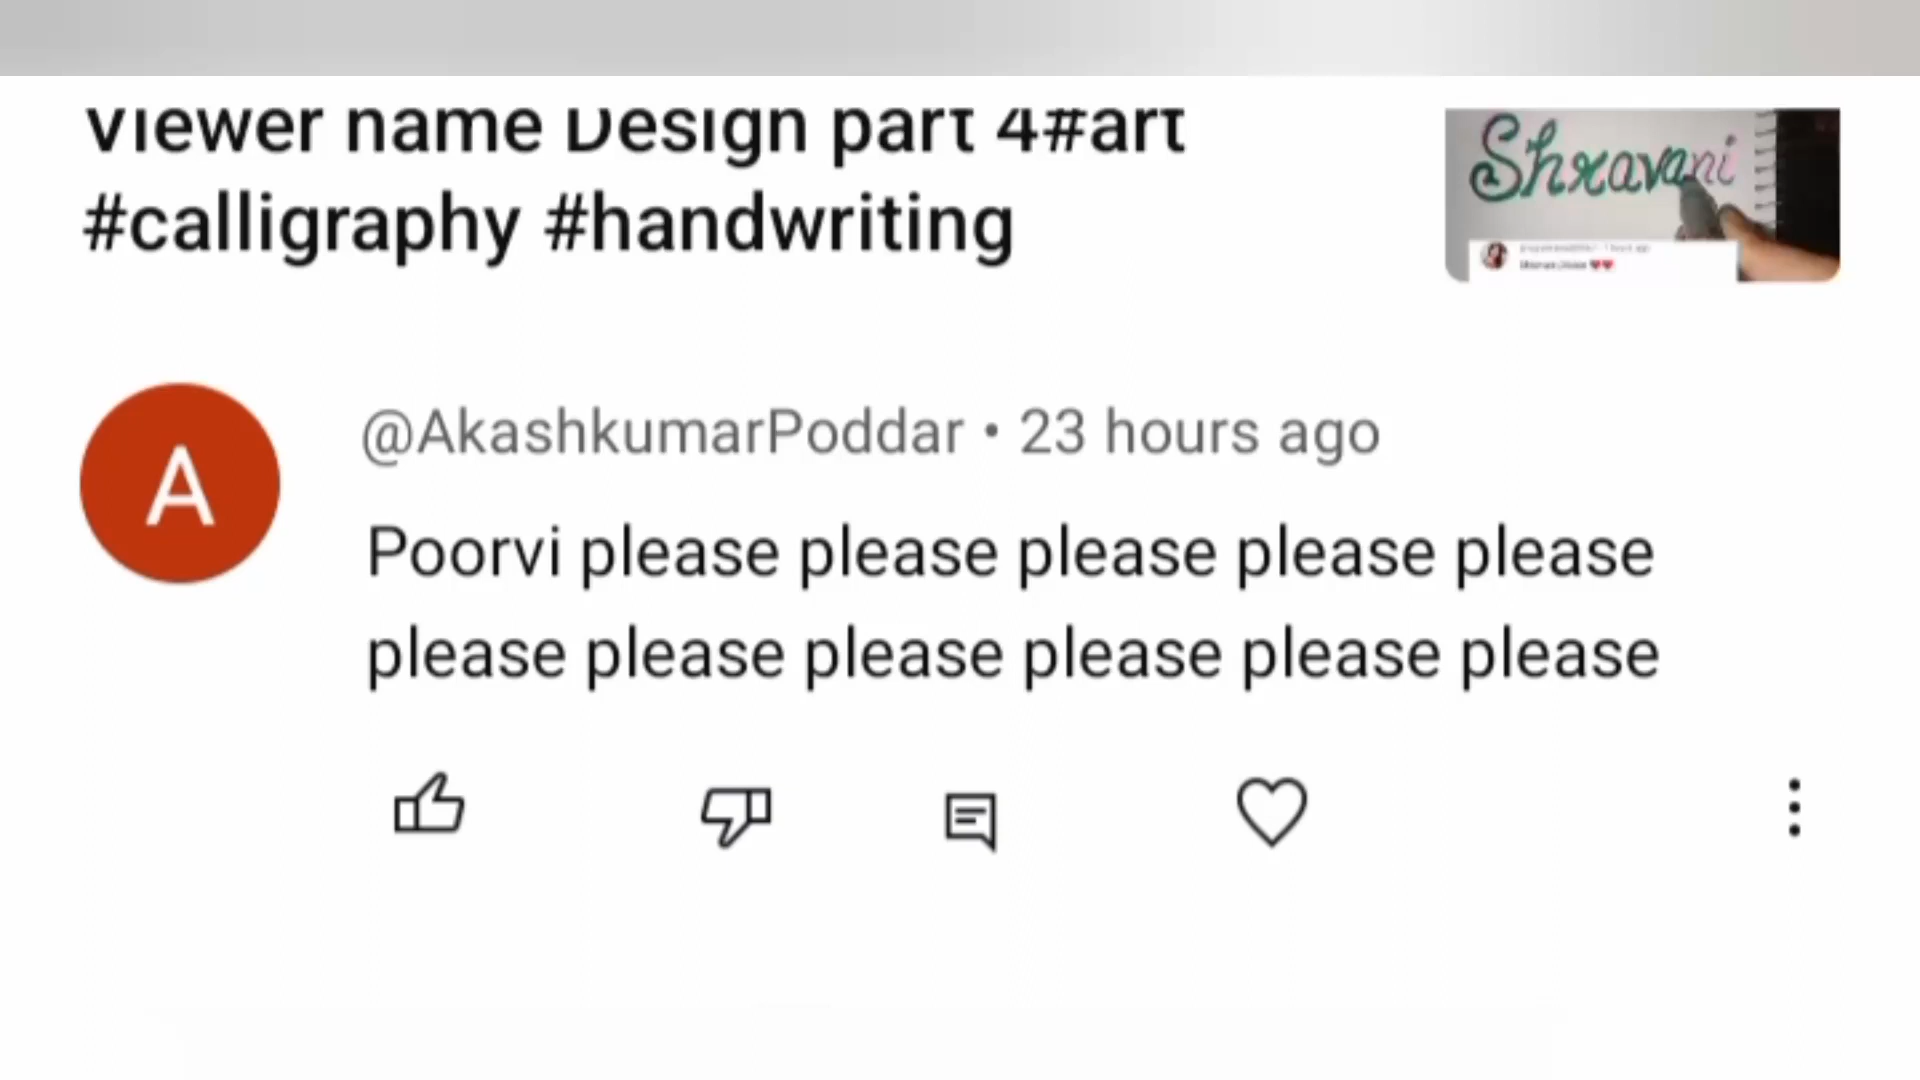 Viewer name Design part 4#art
#calligraphy #handwriting
Shravani
A
@AkashkumarPoddar • 23 hours ago
Poorvi please please please please please
please please please please please please